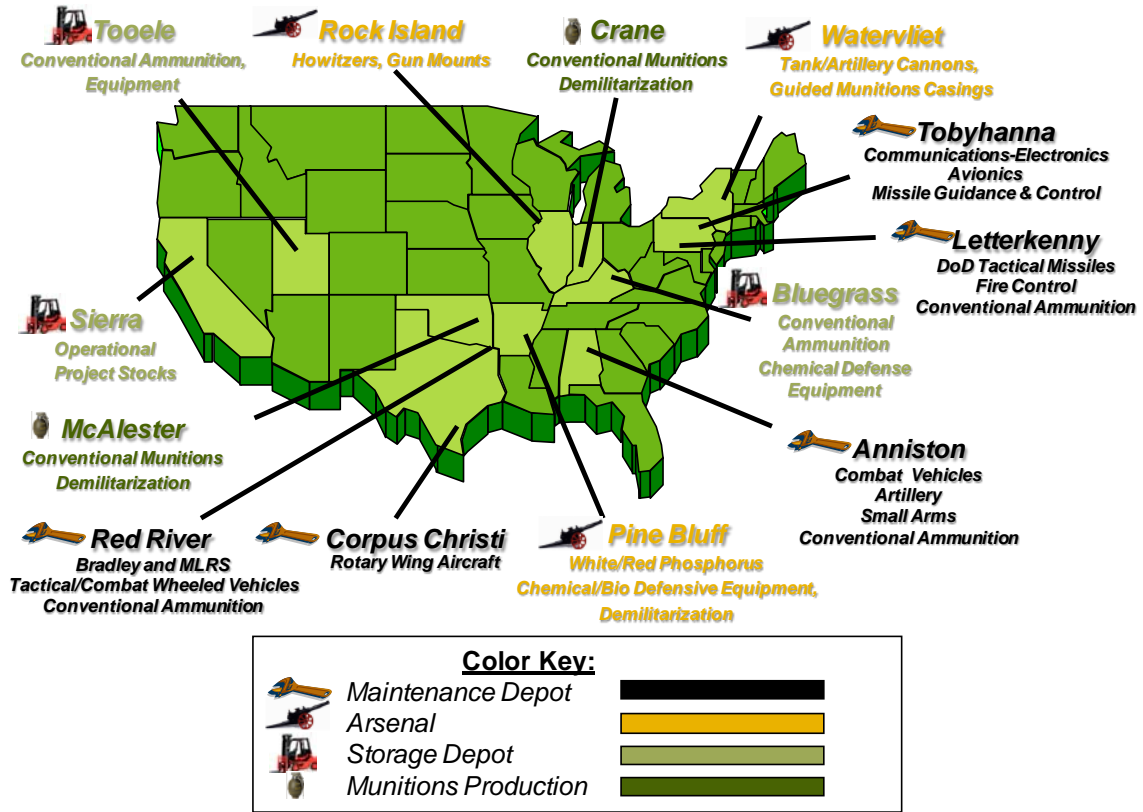 Tooele
Conventional Ammunition,
Equipment
Rock Island
Howitzers, Gun Mounts
Crane
Conventional Munitions
Demilitarization
Watervliet
Tank/Artillery Cannons,
Guided Munitions Casings
Tobyhanna
Communications-Electronics
Avionics
Missile Guidance & Control
Letterkenny
DoD Tactical Missiles
Fire Control
Conventional Ammunition
Bluegrass
Conventional
Ammunition
Chemical Defense
Equipment
Sierra
Operational
Project Stocks
McAlester
Conventional Munitions
Demilitarization
Anniston
Combat Vehicles
Artillery
Small Arms
Conventional Ammunition
Red River
Bradley and MLRS
Tactical/Combat Wheeled Vehicles
Conventional Ammunition
Corpus Christi
Rotary Wing Aircraft
Pine Bluff
White/Red Phosphorus
Chemical/Bio Defensive Equipment,
Demilitarization
Color Key:
Maintenance Depot
Arsenal
Storage Depot
Munitions Production